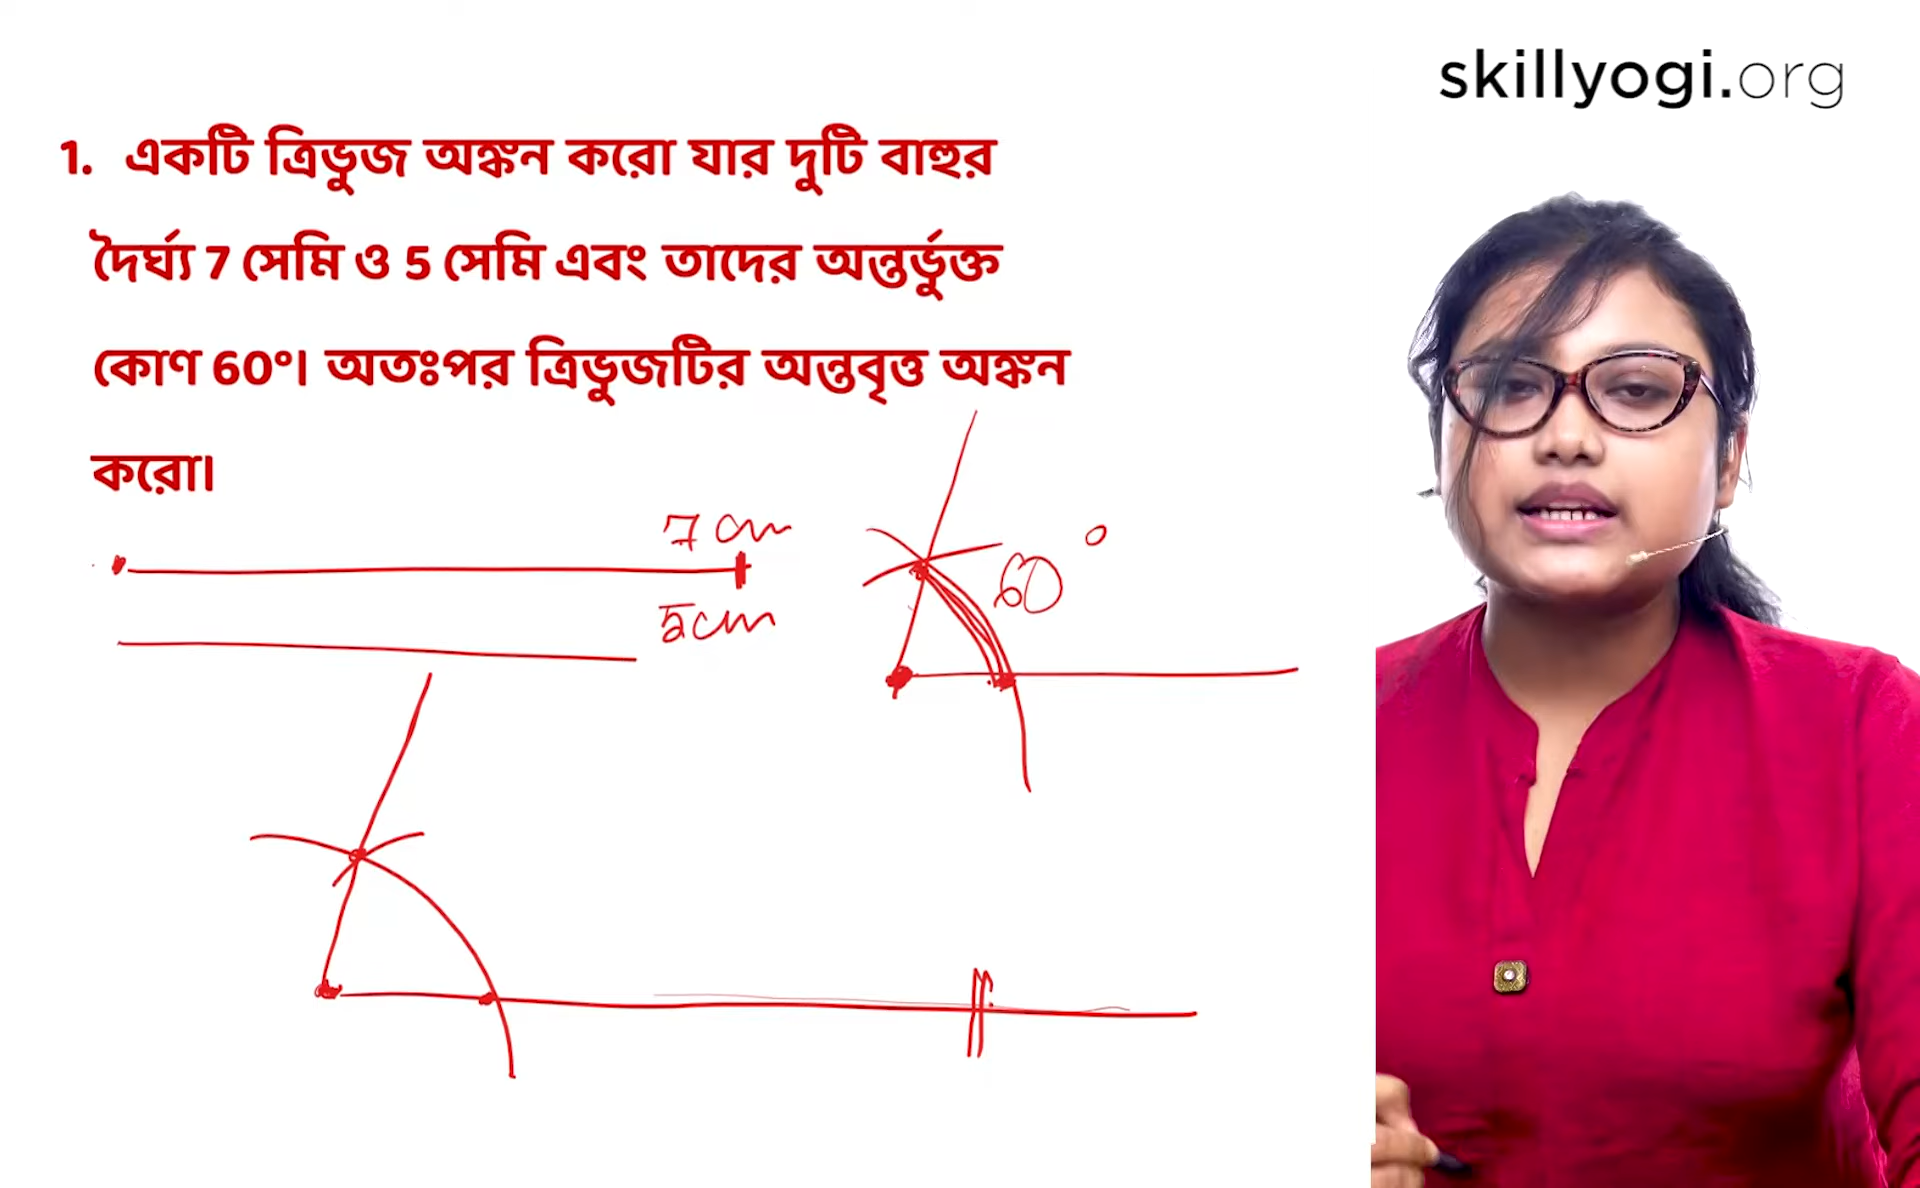 skillyogi.org
1. একটি ত্রিভুজ অঙ্কন করো যার দুটি বাহুর
দৈর্ঘ্য 7 সেমি ও 5 সেমি এবং তাদের অন্তর্ভুক্ত
কোণ 60°। অতঃপর ত্রিভুজটির অন্তবৃত্ত অঙ্কন
করো।
7 cm
60°
5cm